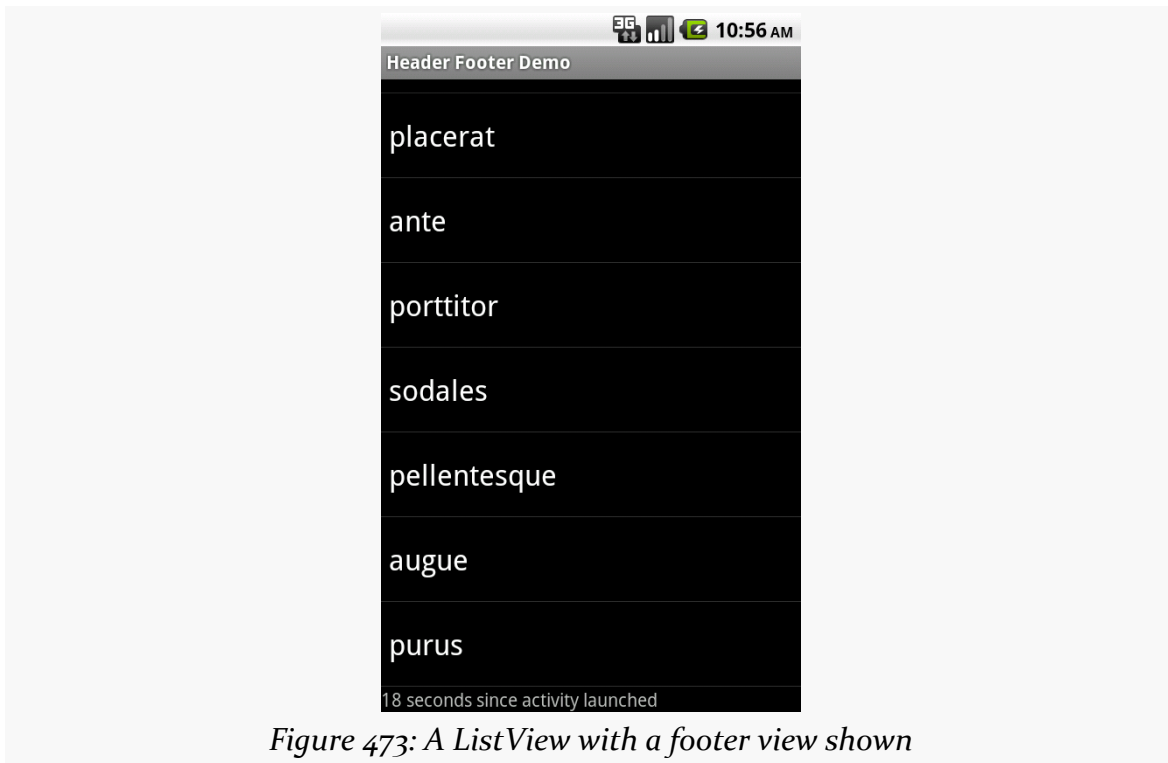 3G 10:56 AM
Header Footer Demo
placerat
ante
porttitor
sodales
pellentesque
augue
purus
18 seconds since activity launched
Figure 473: A ListView with a footer view shown